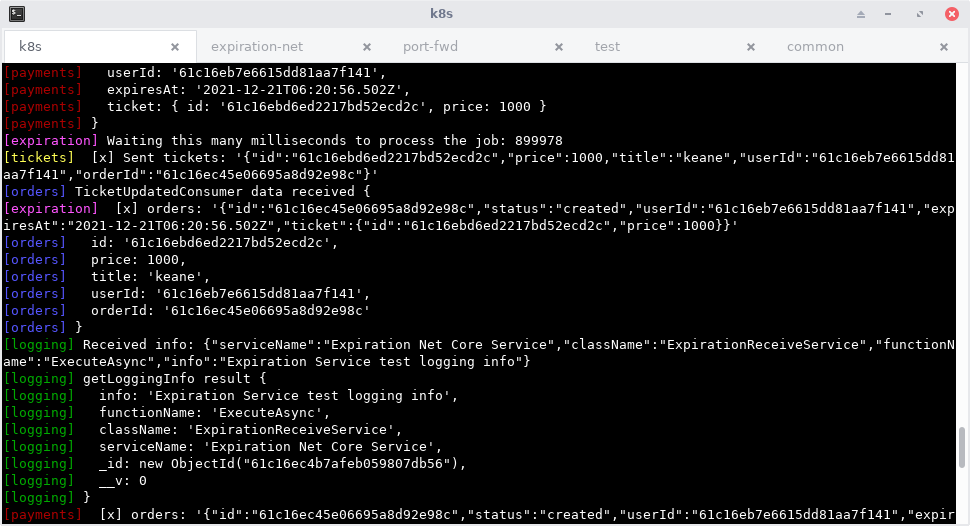 k8s
k8s
expiration-net
port-fwd
test
common
[payments]   userId: '61c16eb7e6615dd81aa7f141',
[payments]   expiresAt: '2021-12-21T06:20:56.502Z',
[payments]   ticket: { id: '61c16ebd6ed2217bd52ecd2c', price: 1000 }
[payments] }
[expiration] Waiting this many milliseconds to process the job: 899978
[tickets]  [x] Sent tickets: '{"id":"61c16ebd6ed2217bd52ecd2c","price":1000,"title":"keane","userId":"61c16eb7e6615dd81
aa7f141","orderId":"61c16ec45e06695a8d92e98c"}'
[orders] TicketUpdatedConsumer data received {
[expiration]  [x] orders: '{"id":"61c16ec45e06695a8d92e98c","status":"created","userId":"61c16eb7e6615dd81aa7f141","exp
iresAt":"2021-12-21T06:20:56.502Z","ticket":{"id":"61c16ebd6ed2217bd52ecd2c","price":1000}}'
[orders]   id: '61c16ebd6ed2217bd52ecd2c',
[orders]   price: 1000,
[orders]   title: 'keane',
[orders]   userId: '61c16eb7e6615dd81aa7f141',
[orders]   orderId: '61c16ec45e06695a8d92e98c'
[orders] }
[logging] Received info: {"serviceName":"Expiration Net Core Service","className":"ExpirationReceiveService","functionN
ame":"ExecuteAsync","info":"Expiration Service test logging info"}
[logging] getLoggingInfo result {
[logging]   info: 'Expiration Service test logging info',
[logging]   functionName: 'ExecuteAsync',
[logging]   className: 'ExpirationReceiveService',
[logging]   serviceName: 'Expiration Net Core Service',
[logging]   _id: new ObjectId("61c16ec4b7afeb059807db56"),
[logging]   __v: 0
[logging] }
[payments]  [x] orders: '{"id":"61c16ec45e06695a8d92e98c","status":"created","userId":"61c16eb7e6615dd81aa7f141","expir